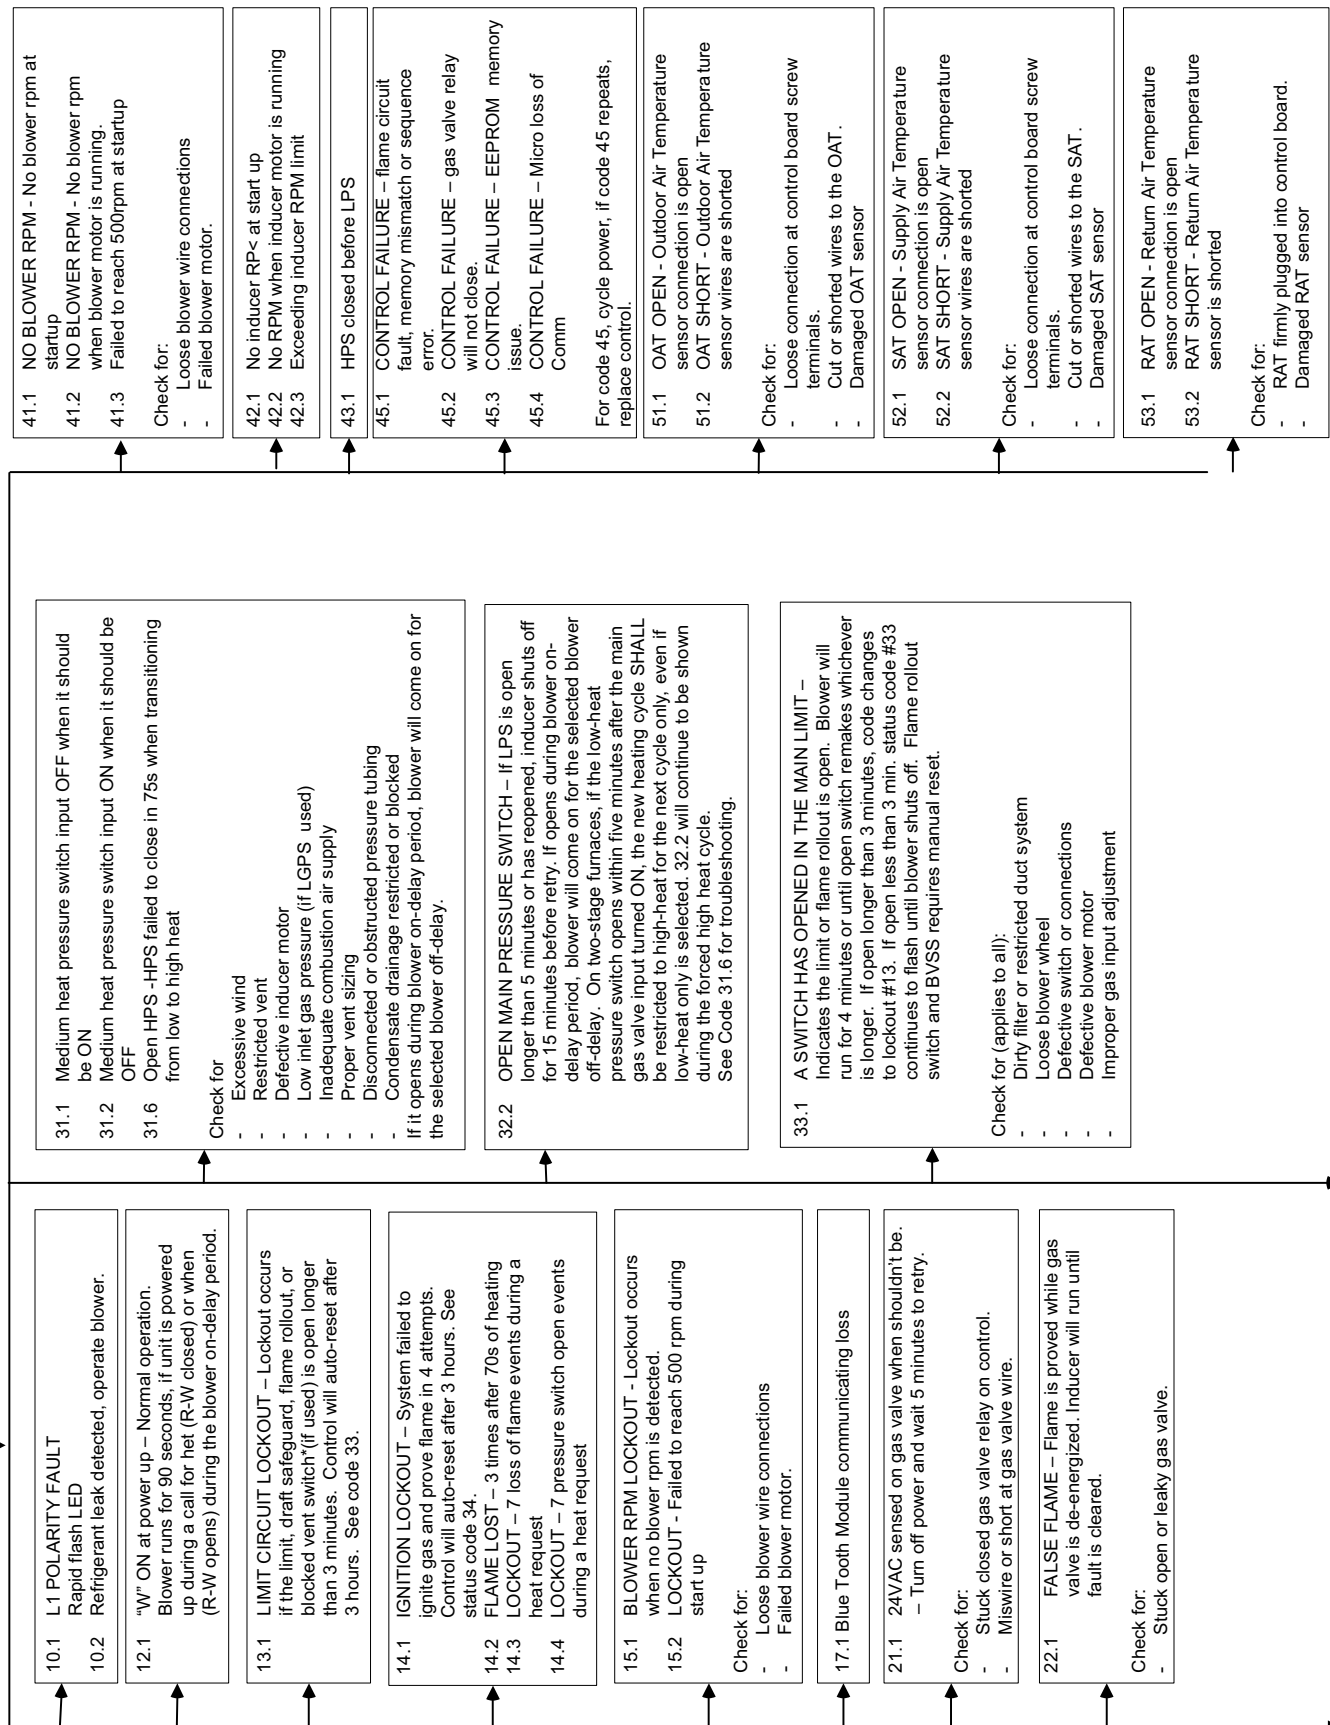 10.1 L1 POLARITY FAULT
Rapid flash LED
10.2 Refrigerant leak detected, operate blower.
12.1 "W" ON at power up – Normal operation.
Blower runs for 90 seconds, if unit is powered
up during a call for het (R-W closed) or when
(R-W opens) during the blower on-delay period.
13.1 LIMIT CIRCUIT LOCKOUT – Lockout occurs
if the limit, draft safeguard, flame rollout, or
blocked vent switch*(if used) is open longer
than 3 minutes. Control will auto-reset after
3 hours. See code 33.
14.1 IGNITION LOCKOUT – System failed to
ignite gas and prove flame in 4 attempts.
Control will auto-reset after 3 hours. See
status code 34.
14.2 FLAME LOST – 3 times after 70s of heating
14.3 LOCKOUT – 7 loss of flame events during a
heat request
14.4 LOCKOUT – 7 pressure switch open events
during a heat request
15.1 BLOWER RPM LOCKOUT - Lockout occurs
when no blower rpm is detected.
15.2 LOCKOUT - Failed to reach 500 rpm during
start up
Check for:
- Loose blower wire connections
- Failed blower motor.
17.1 Blue Tooth Module communicating loss
21.1 24VAC sensed on gas valve when shouldn't be.
– Turn off power and wait 5 minutes to retry.
Check for:
- Stuck closed gas valve relay on control.
- Miswire or short at gas valve wire.
22.1 FALSE FLAME – Flame is proved while gas
valve is de-energized. Inducer will run until
fault is cleared.
Check for:
- Stuck open or leaky gas valve.
31.1 Medium heat pressure switch input OFF when it should
be ON
31.2 Medium heat pressure switch input ON when it should be
OFF
31.6 Open HPS -HPS failed to close in 75s when transitioning
from low to high heat
Check for
- Excessive wind
- Restricted vent
- Defective inducer motor
- Low inlet gas pressure (if LGPS used)
- Inadequate combustion air supply
- Proper vent sizing
- Disconnected or obstructed pressure tubing
- Condensate drainage restricted or blocked
If it opens during blower on-delay period, blower will come on for
the selected blower off-delay.
32.2 OPEN MAIN PRESSURE SWITCH – If LPS is open
longer than 5 minutes or has reopened, inducer shuts off
for 15 minutes before retry. If opens during blower on-
delay period, blower will come on for the selected blower
off-delay. On two-stage furnaces, if the low-heat
pressure switch opens within five minutes after the main
gas valve input turned ON, the new heating cycle SHALL
be restricted to high-heat for the next cycle only, even if
low-heat only is selected. 32.2 will continue to be shown
during the forced high heat cycle.
See Code 31.6 for troubleshooting.
33.1 A SWITCH HAS OPENED IN THE MAIN LIMIT –
Indicates the limit or flame rollout is open. Blower will
run for 4 minutes or until open switch remakes whichever
is longer. If open longer than 3 minutes, code changes
to lockout #13. If open less than 3 min. status code #33
continues to flash until blower shuts off. Flame rollout
switch and BVSS requires manual reset.
Check for (applies to all):
- Dirty filter or restricted duct system
- Loose blower wheel
- Defective switch or connections
- Defective blower motor
- Improper gas input adjustment
41.1 NO BLOWER RPM - No blower rpm at
startup
41.2 NO BLOWER RPM - No blower rpm
when blower motor is running.
41.3 Failed to reach 500rpm at startup
Check for:
- Loose blower wire connections
- Failed blower motor.
42.1 No inducer RP< at start up
42.2 No RPM when inducer motor is running
42.3 Exceeding inducer RPM limit
43.1 HPS closed before LPS
45.1 CONTROL FAILURE – flame circuit
fault, memory mismatch or sequence
error.
45.2 CONTROL FAILURE – gas valve relay
will not close.
45.3 CONTROL FAILURE – EEPROM memory
issue.
45.4 CONTROL FAILURE – Micro loss of
Comm
For code 45, cycle power, if code 45 repeats,
replace control.
51.1 OAT OPEN - Outdoor Air Temperature
sensor connection is open
51.2 OAT SHORT - Outdoor Air Temperature
sensor wires are shorted
Check for:
- Loose connection at control board screw
terminals.
- Cut or shorted wires to the OAT.
- Damaged OAT sensor
52.1 SAT OPEN - Supply Air Temperature
sensor connection is open
52.2 SAT SHORT - Supply Air Temperature
sensor wires are shorted
Check for:
- Loose connection at control board screw
terminals.
- Cut or shorted wires to the SAT.
- Damaged SAT sensor
53.1 RAT OPEN - Return Air Temperature
sensor connection is open
53.2 RAT SHORT - Return Air Temperature
sensor is shorted
Check for:
- RAT firmly plugged into control board.
- Damaged RAT sensor